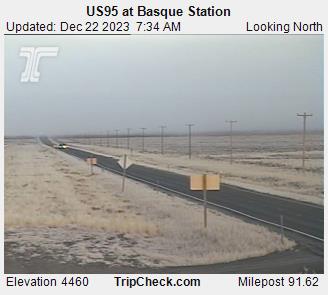 US95 at Basque Station
Updated: Dec 22 2023 7:34 AM Looking North
Elevation 4460 TripCheck.com Milepost 91.62